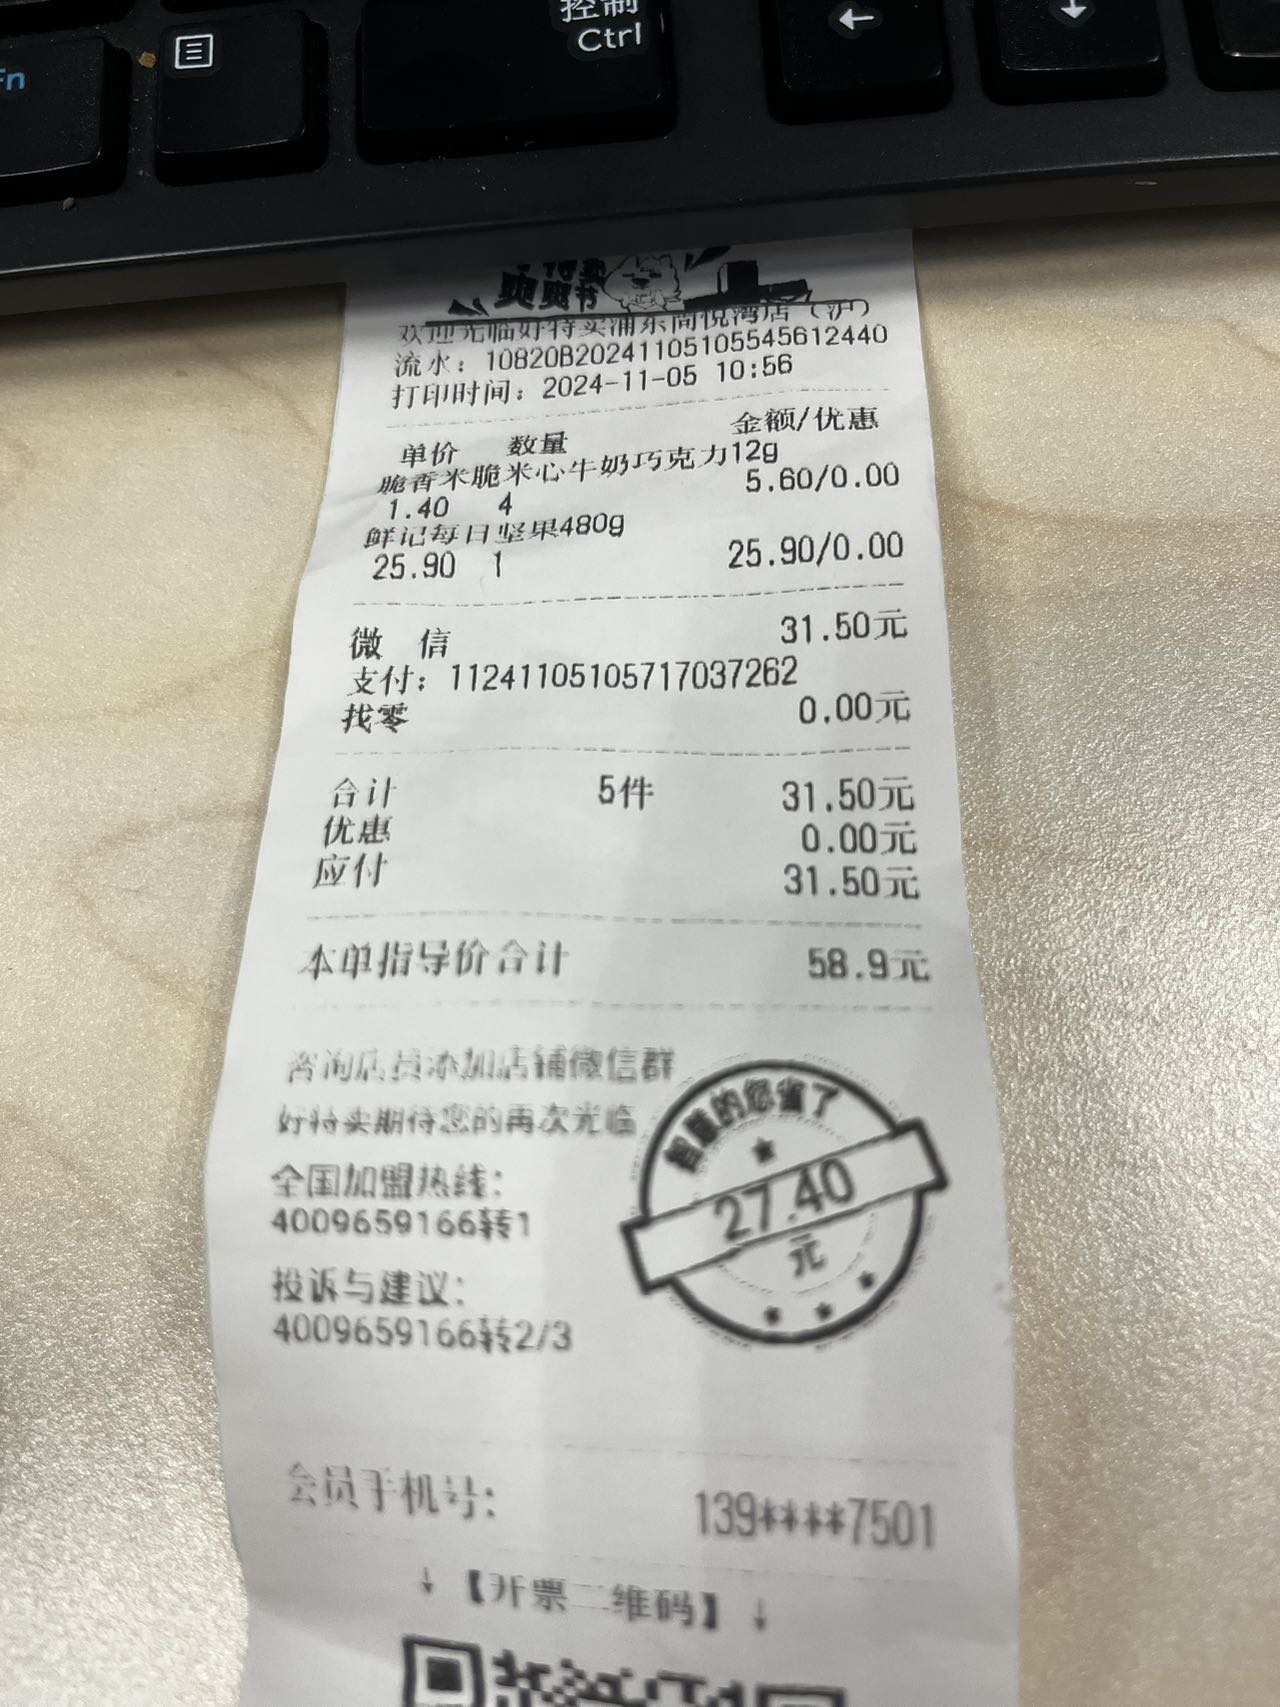 控制
Ctrl
Fn
欢迎光临好特卖浦东尚悦湾店（沪）
流水：10820B20241105105545612440
打印时间：2024-11-05 10:56
单价 数量 金额/优惠
脆香米脆米心牛奶巧克力12g
1.40 4 5.60/0.00
鲜记每日坚果480g
25.90 1 25.90/0.00
微 信 31.50元
支付：112411051057170​37262
找零 0.00元
合计 5件 31.50元
优惠 0.00元
应付 31.50元
本单指导价合计 58.9元
咨询店员添加店铺微信群
好特卖期待您的再次光临
全国加盟热线：
4009659166转1
投诉与建议：
4009659166转2/3
智慧的您省了
27.40
元
会员手机号： 139****7501
↓【开票二维码】↓